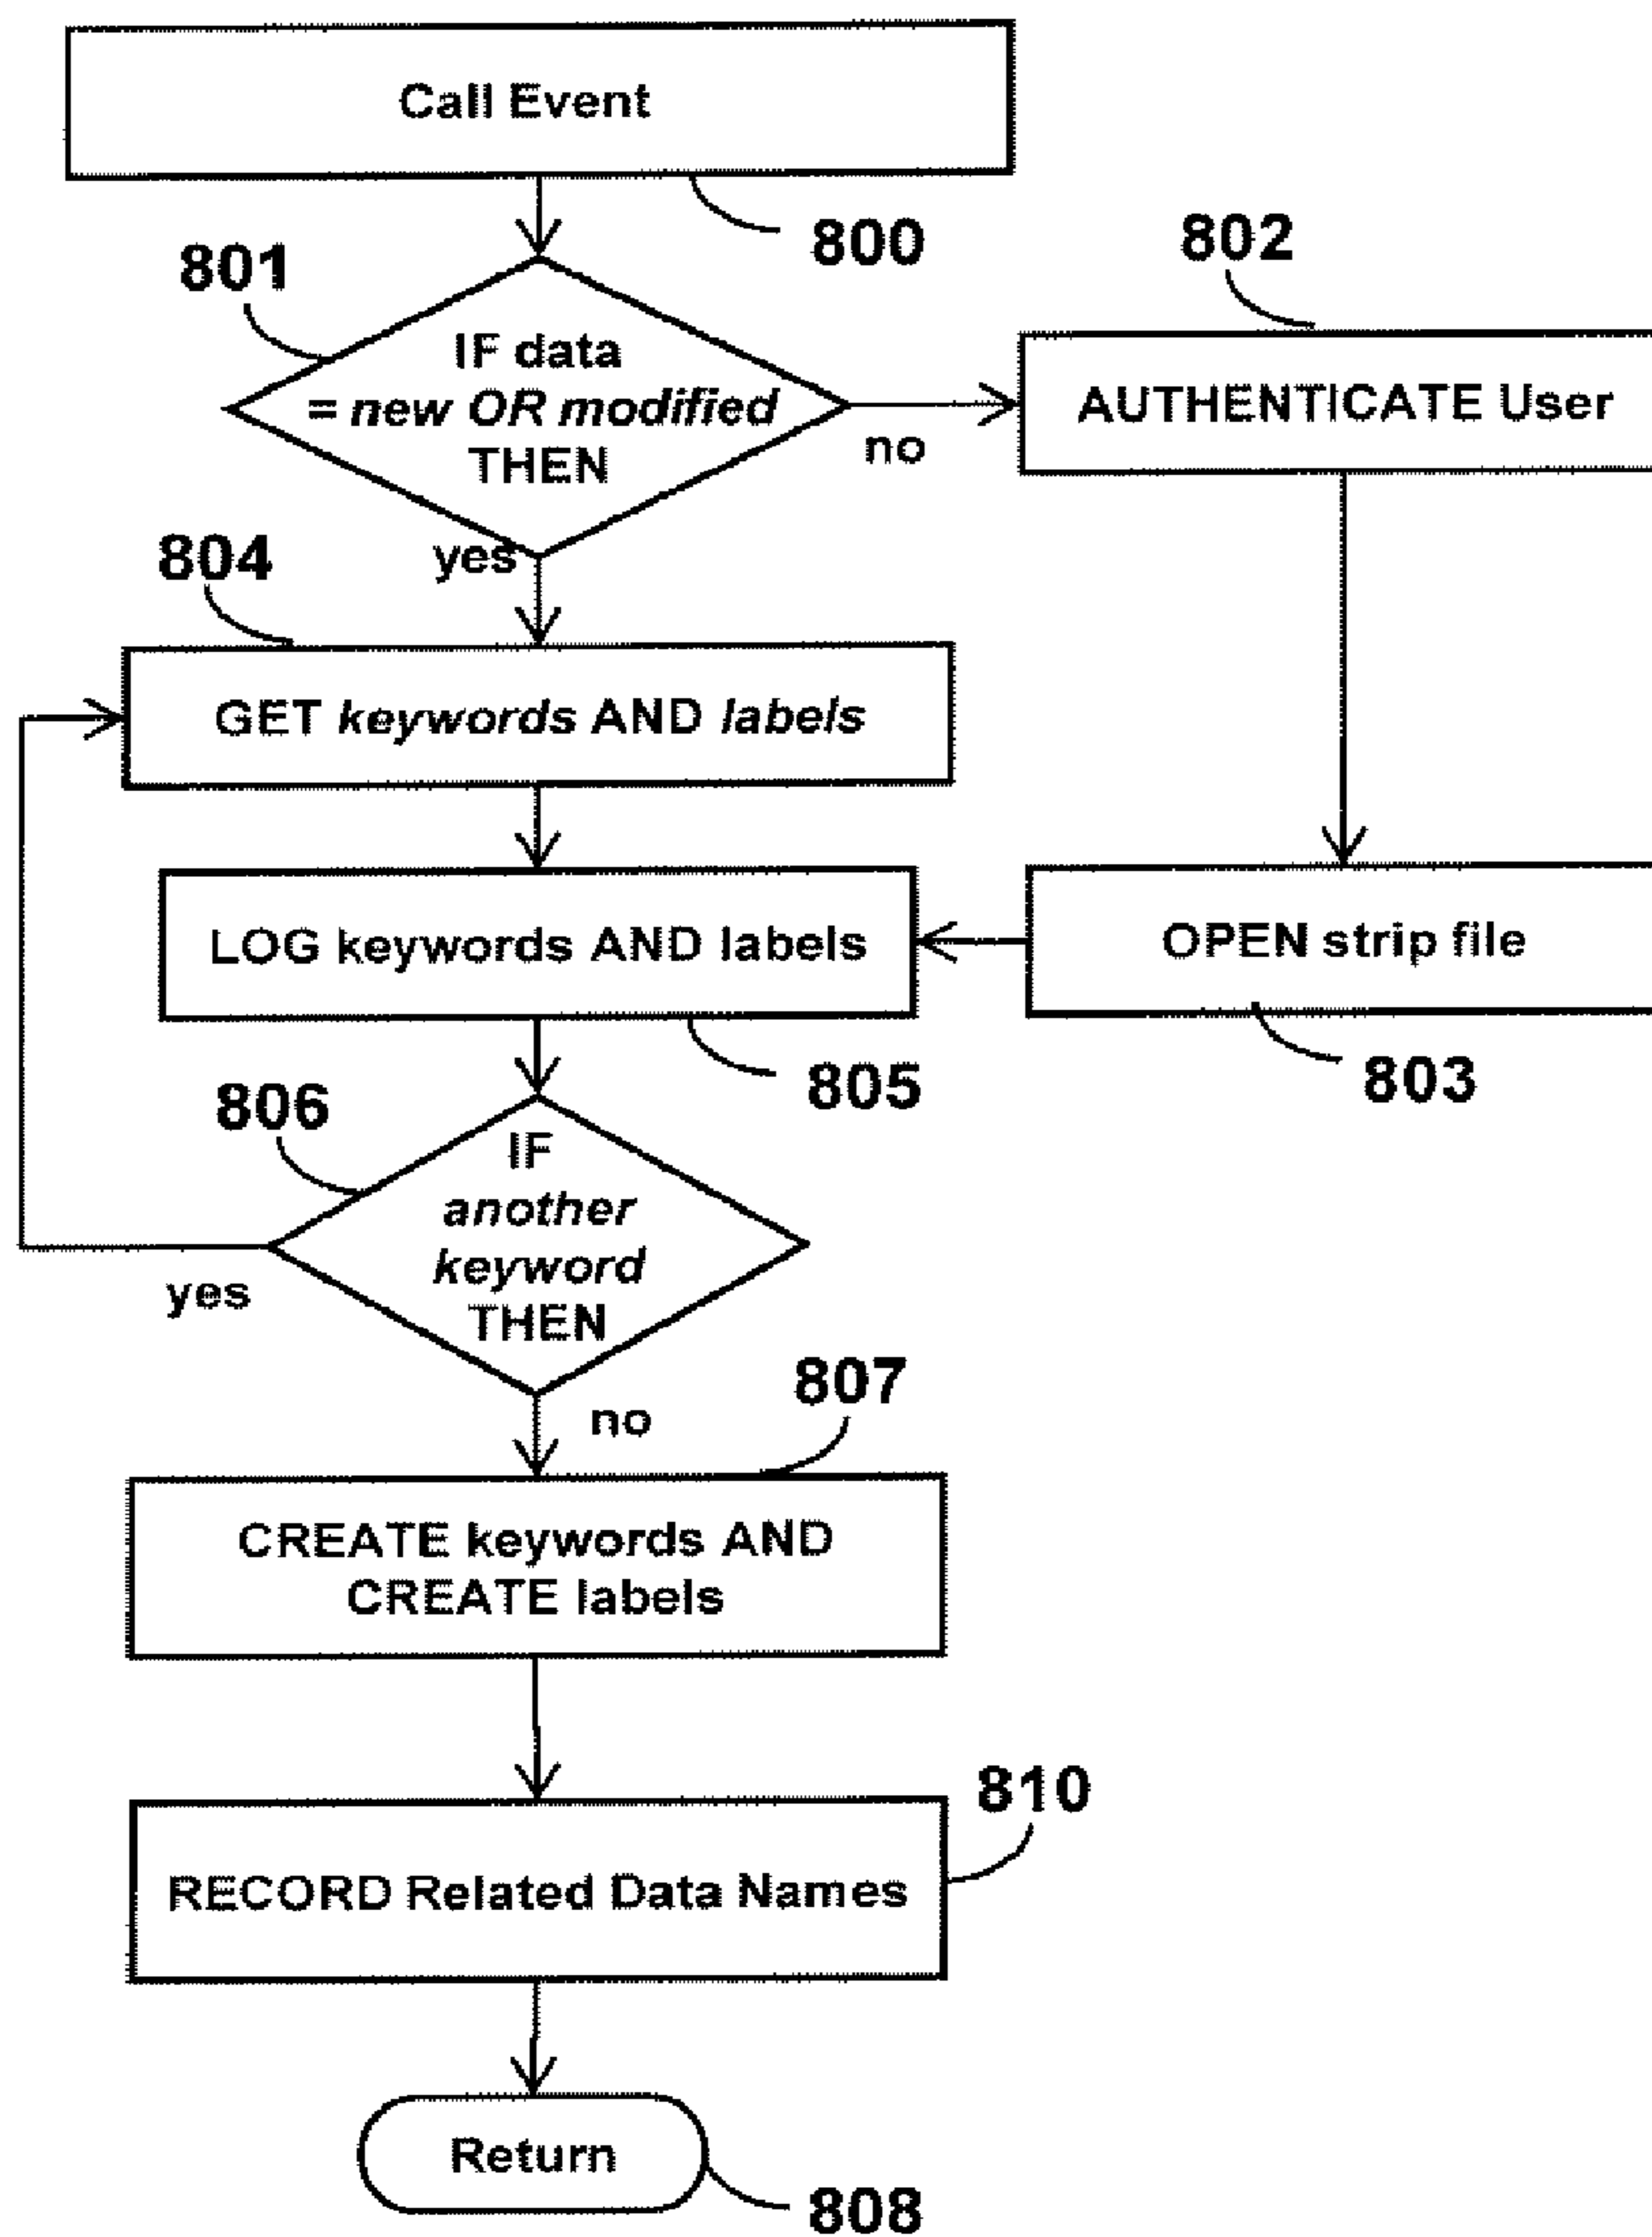 Call Event
800
801
802
IF data
= new OR modified
THEN
no
AUTHENTICATE User
yes
804
GET keywords AND labels
LOG keywords AND labels
OPEN strip file
805
803
806
IF
another
keyword
THEN
yes
no
807
CREATE keywords AND
CREATE labels
810
RECORD Related Data Names
Return
808